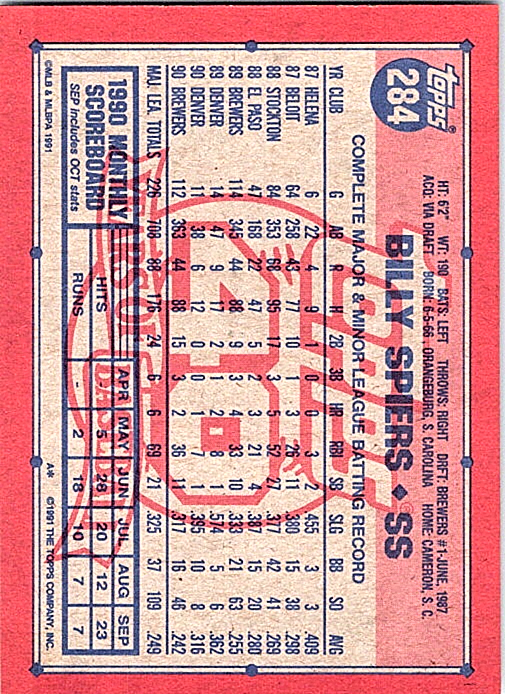 Topps®
284
BILLY SPIERS ◆ SS
HT: 6'2" WT: 190 BATS: LEFT THROWS: RIGHT DRFT: BREWERS #1-JUNE, 1987
ACQ: VIA DRAFT BORN: 6-5-66, ORANGEBURG, S. CAROLINA HOME: CAMERON, S. C.
COMPLETE MAJOR & MINOR LEAGUE BATTING RECORD
YR CLUB G AB R H 2B 3B HR RBI SB SLG BB SO AVG
87 HELENA 6 22 4 9 1 0 0 3 2 .455 3 3 .409
87 BELOIT 64 258 43 77 1 26 11 .380 15 38 .298
88 STOCKTON 84 353 68 95 17 3 5 52 27 .377 42 41 .269
88 EL PASO 47 168 22 47 5 2 3 21 4 .387 15 20 .280
89 BREWERS 114 345 44 88 9 3 4 33 10 .333 21 63 .255
89 DENVER 14 47 9 17 2 1 2 8 1 .574 5 6 .362
90 DENVER 11 38 6 12 0 0 1 7 1 .395 10 8 .316
90 BREWERS 112 363 44 88 15 3 2 36 11 .317 16 46 .242
MAJ. LEA. TOTALS 226 708 88 176 24 6 6 69 21 .325 37 109 .249
1990 MONTHLY
SCOREBOARD
SEP Includes OCT stats
APR MAY JUN JUL AUG SEP
HITS - 5 28 20 12 23
RUNS - 2 18 10 7 7
Topps
40
YEARS OF BASEBALL
©MLB & MLBPA 1991
A* ©1991 THE TOPPS COMPANY, INC.